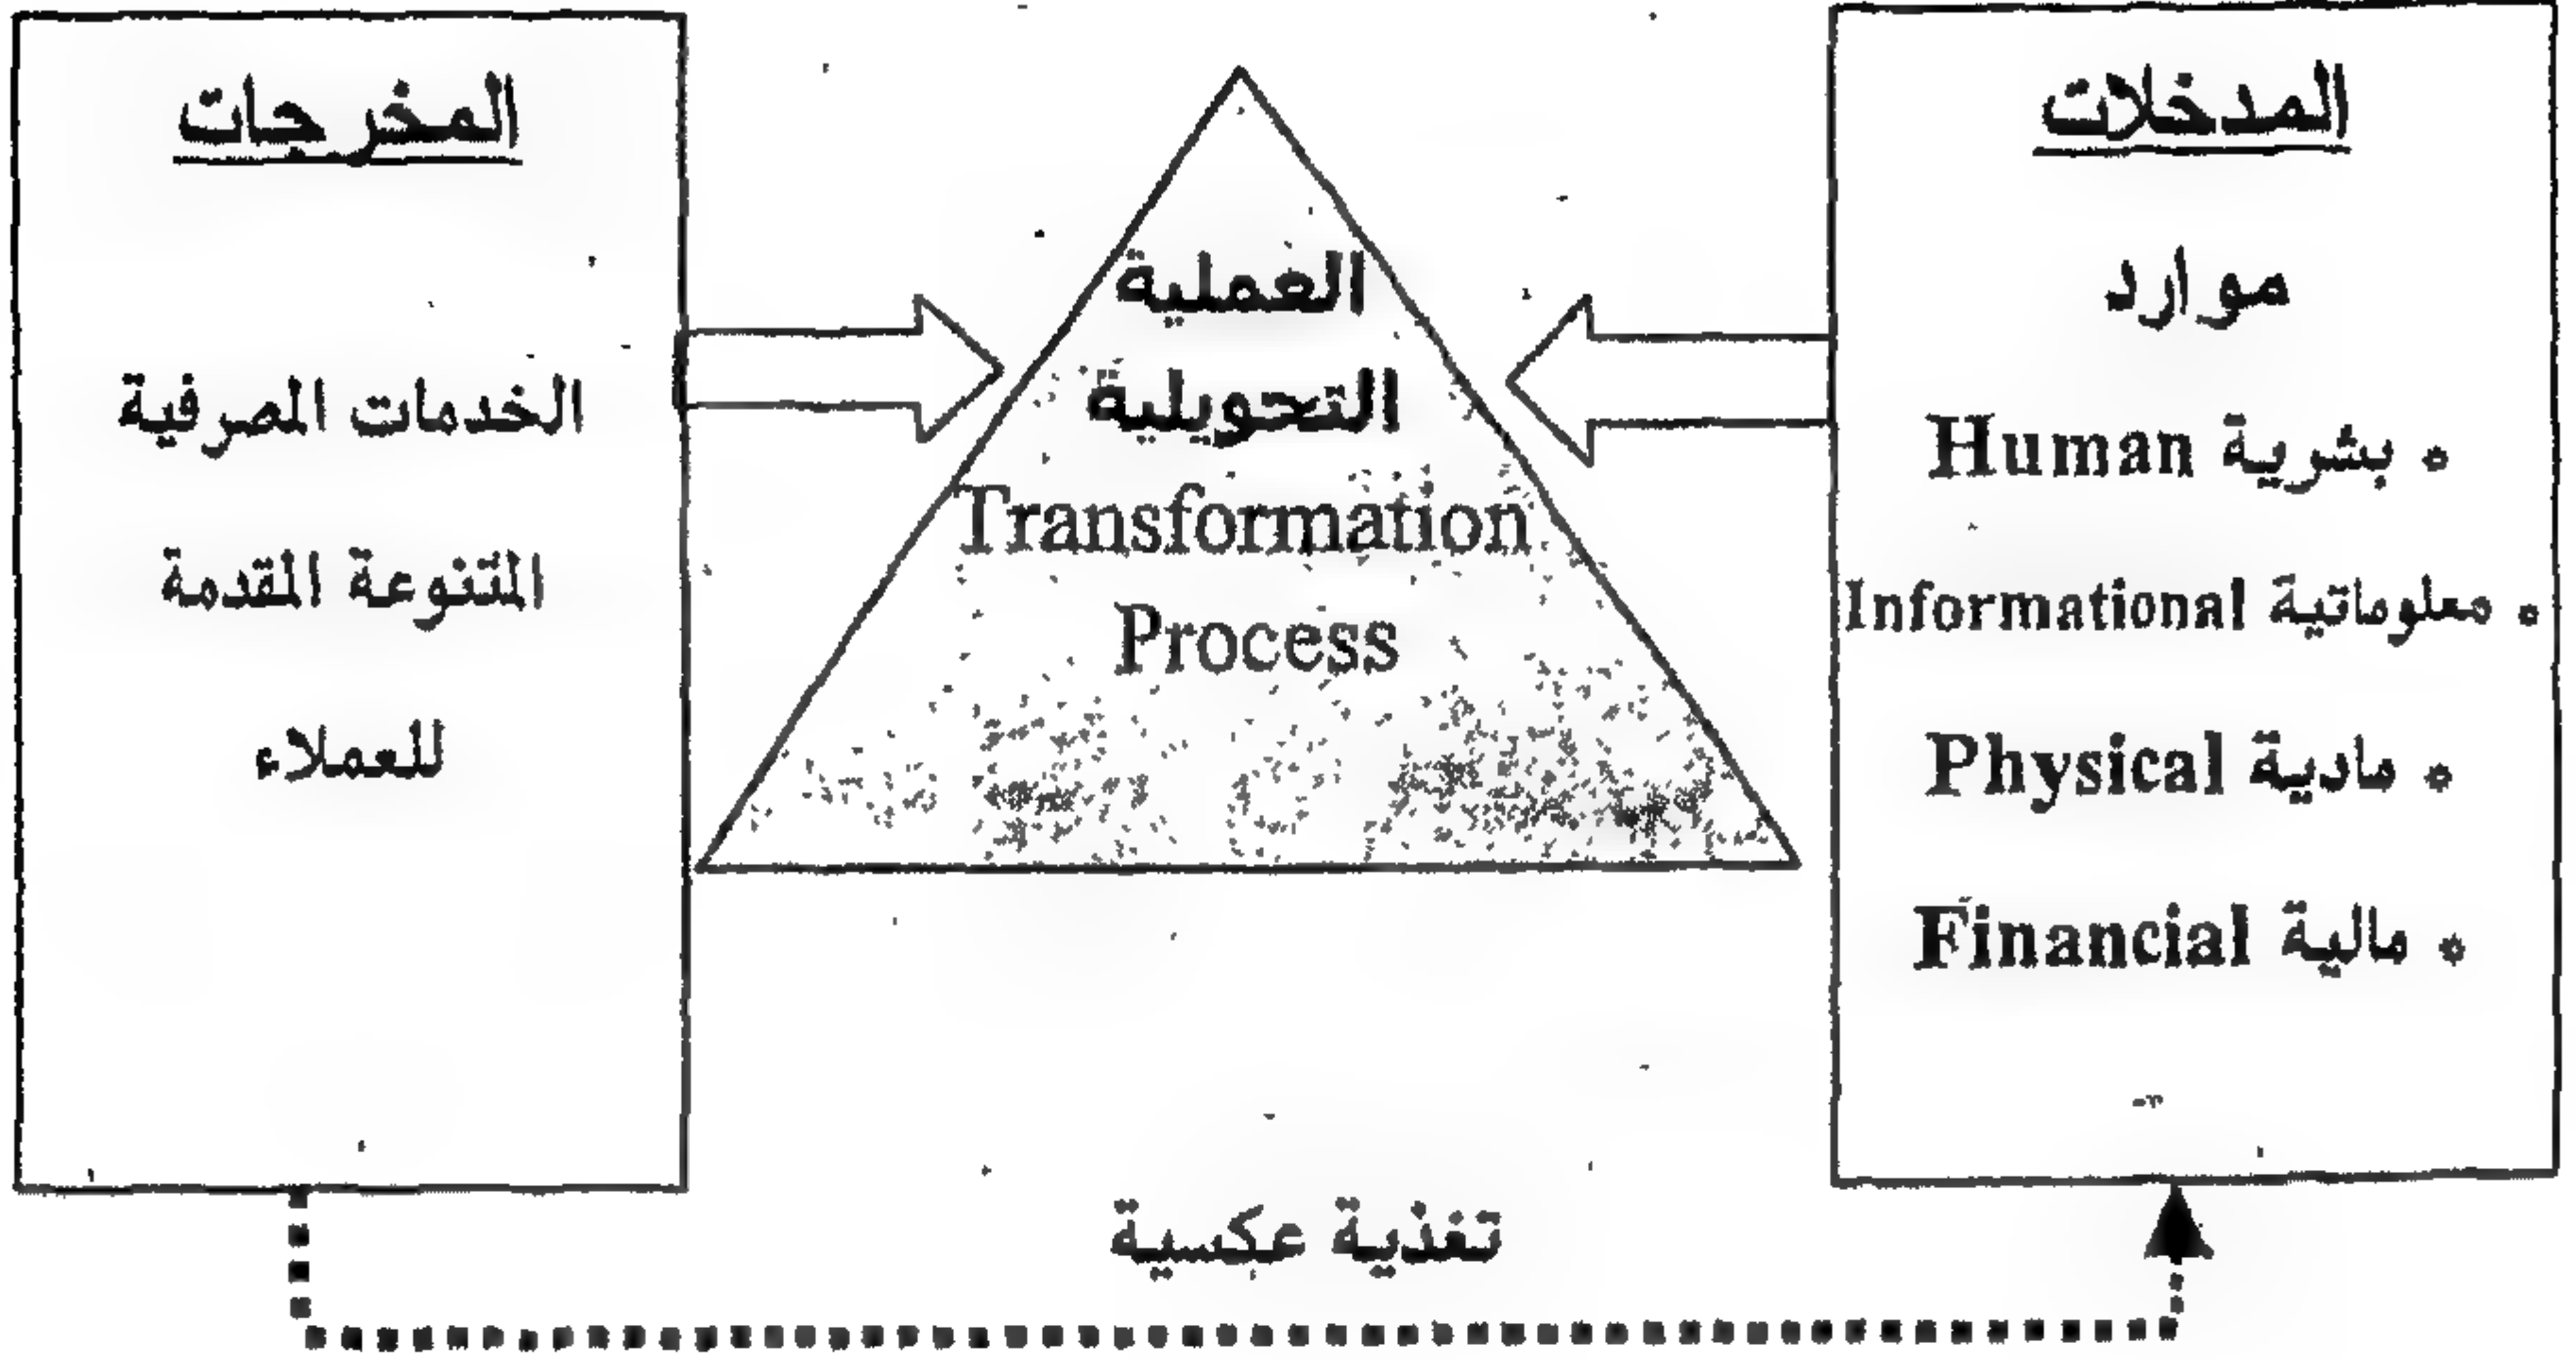 المدخلات
موارد
* بشرية Human
* معلوماتية Informational
* مادية Physical
* مالية Financial
العملية
التحويلية
Transformation
Process
المخرجات
الخدمات المصرفية
المتنوعة المقدمة
للعملاء
تغذية عكسية